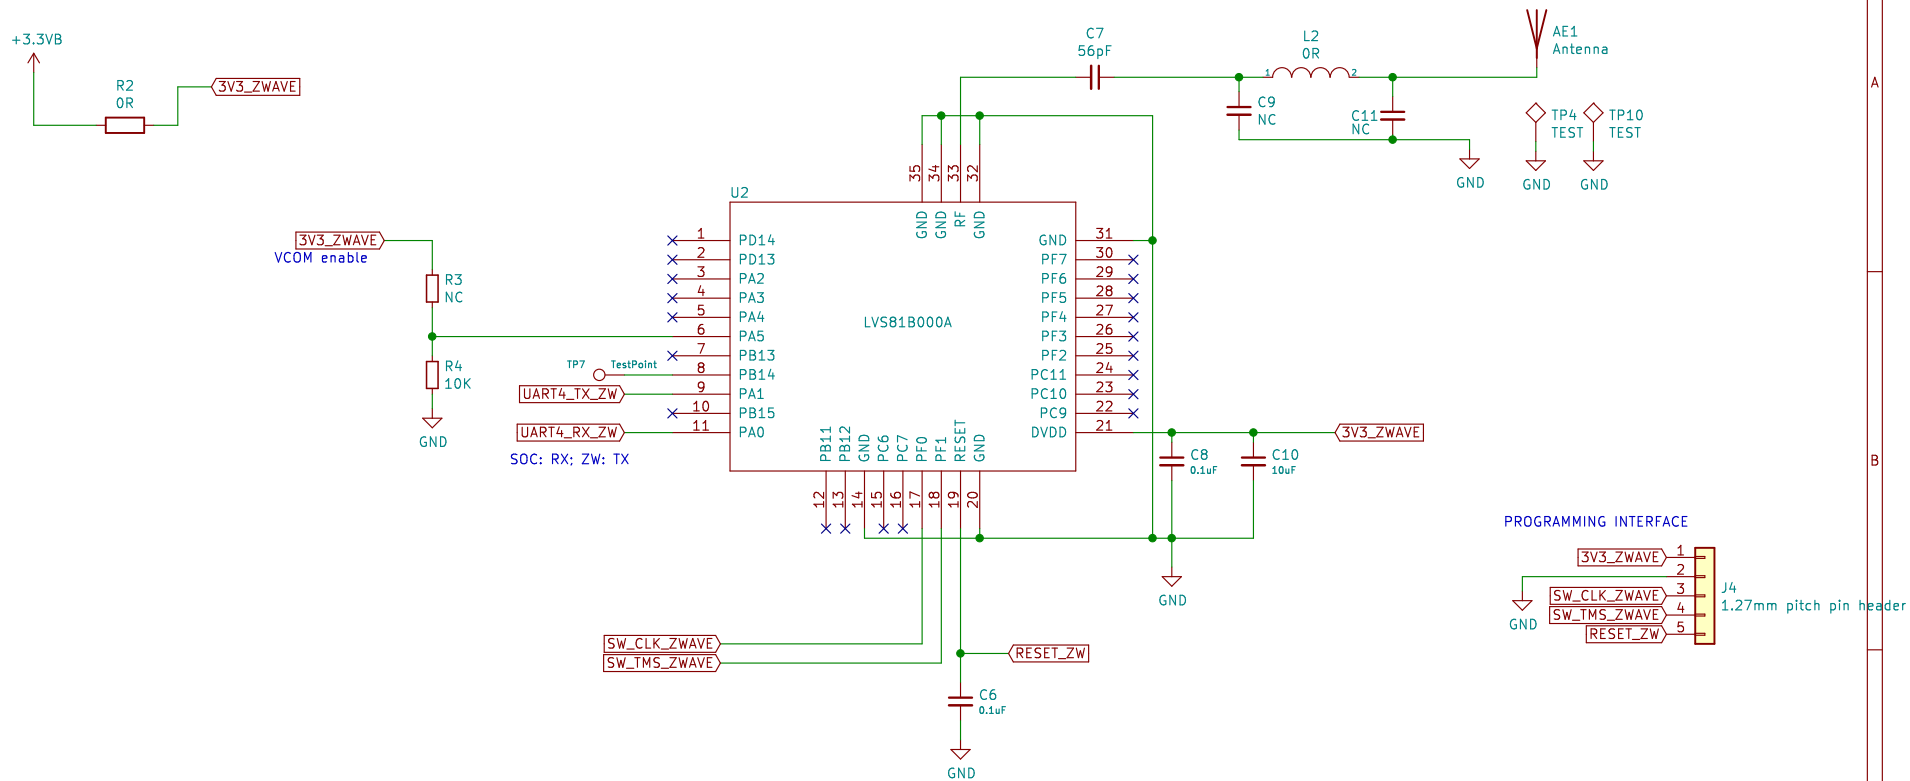 +3.3VB
R2
0R
3V3_ZWAVE
C7
56pF
L2
0R
1
2
AE1
Antenna
C9
NC
C11
NC
TP4
TEST
TP10
TEST
GND
GND
GND
A
U2
35
34
33
32
GND
GND
RF
GND
3V3_ZWAVE
VCOM enable
R3
NC
R4
10K
GND
1 PD14
2 PD13
3 PA2
4 PA3
5 PA4
6 PA5
7 PB13
8 PB14
9 PA1
10 PB15
11 PA0
TP7
TestPoint
UART4_TX_ZW
UART4_RX_ZW
SOC: RX; ZW: TX
LVS81B000A
GND 31
PF7 30
PF6 29
PF5 28
PF4 27
PF3 26
PF2 25
PC11 24
PC10 23
PC9 22
DVDD 21
3V3_ZWAVE
C8
0.1uF
C10
10uF
GND
PB11
PB12
GND
PC6
PC7
PF0
PF1
RESET
GND
12
13
14
15
16
17
18
19
20
B
PROGRAMMING INTERFACE
3V3_ZWAVE 1
2
SW_CLK_ZWAVE 3
SW_TMS_ZWAVE 4
RESET_ZW 5
GND
J4
1.27mm pitch pin header
SW_CLK_ZWAVE
SW_TMS_ZWAVE
RESET_ZW
C6
0.1uF
GND